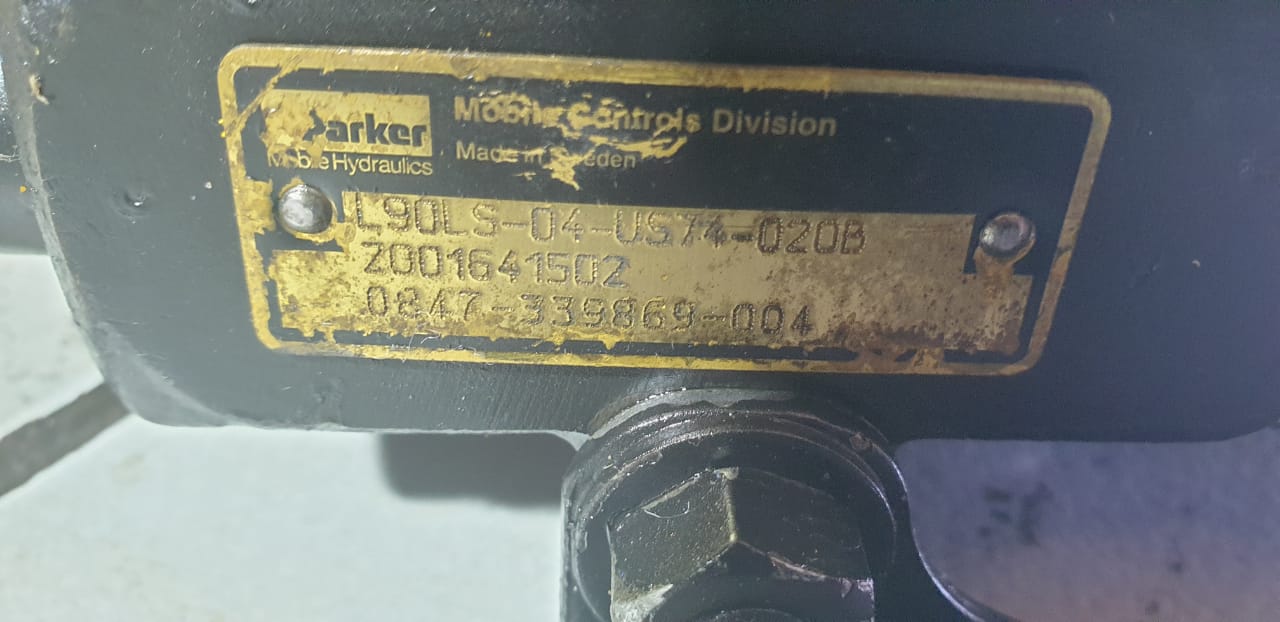 Parker
Mobile Hydraulics
Mobile Controls Division
Made in Sweden
L90LS-04-US74-020B
Z001641502
0847-339869-004